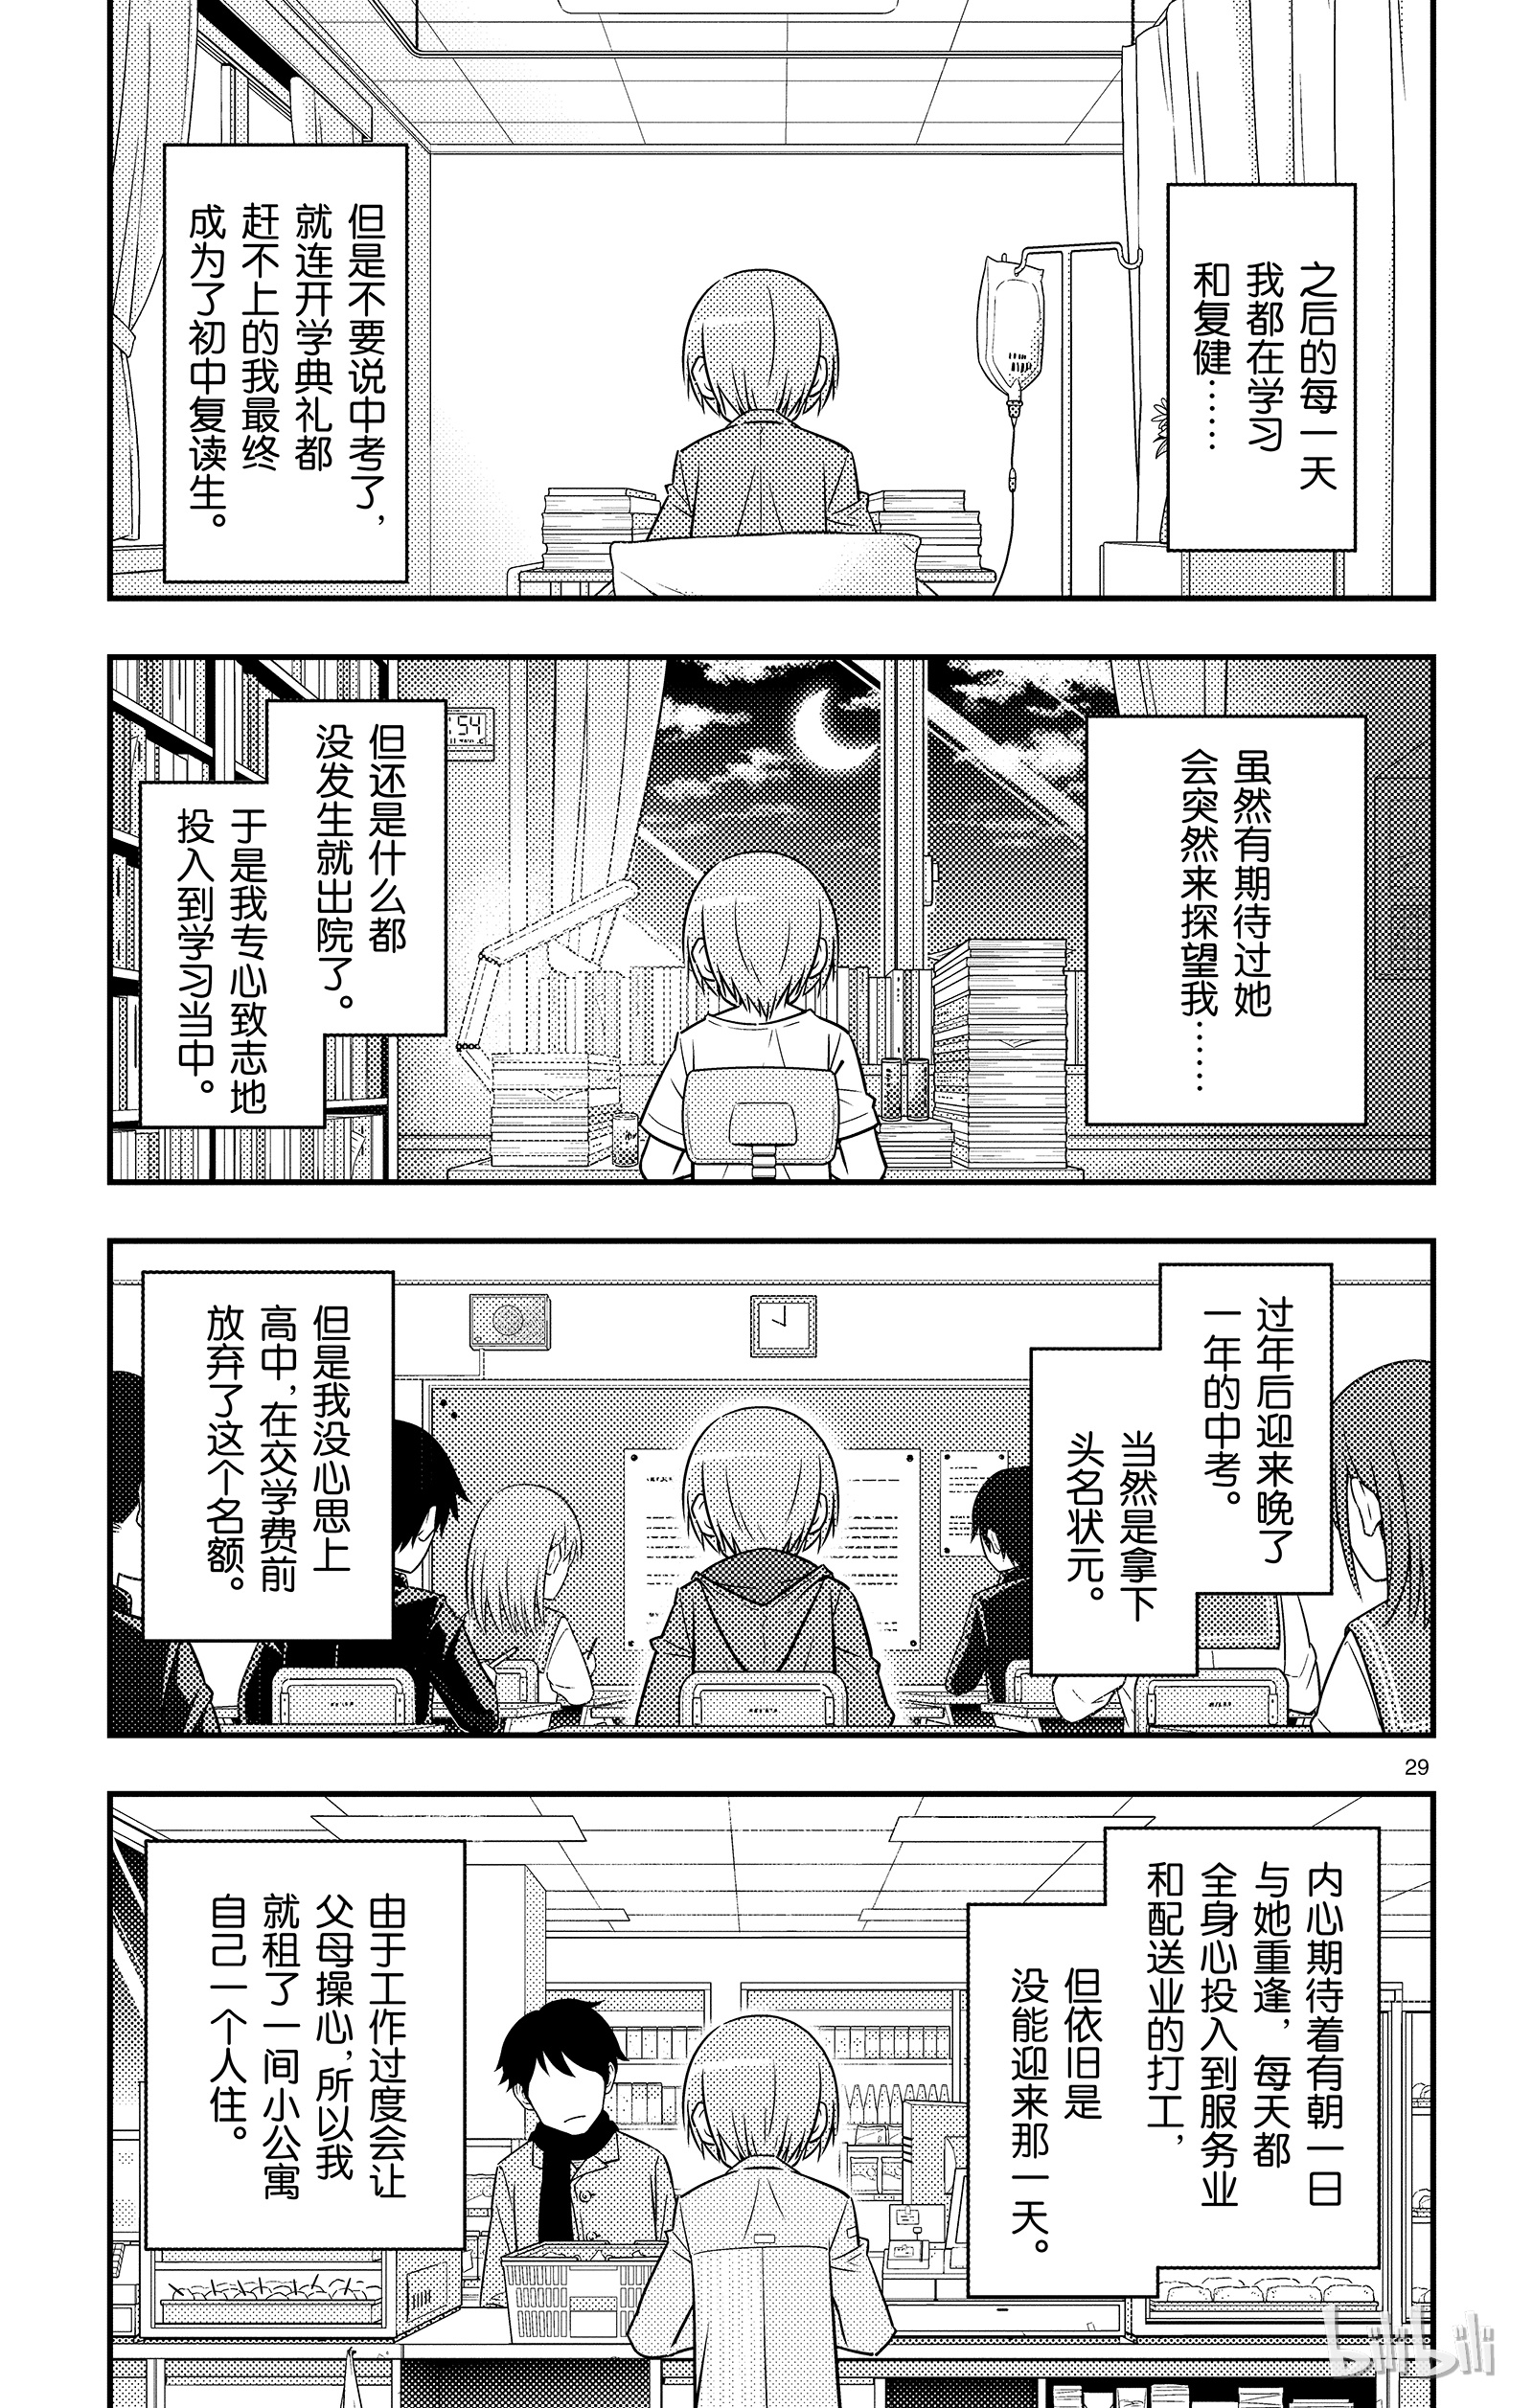 之后的每一天
我都在学习
和复健……
但是不要说中考了，
就连开学典礼都
赶不上的我最终
成为了初中复读生。
虽然有期待过她
会突然来探望我……
但还是什么都
没发生就出院了。
于是我专心致志地
投入到学习当中。
54
过年后迎来晚了
一年的中考。
当然是拿下
头名状元。
但是我没心思上
高中，在交学费前
放弃了这个名额。
29
内心期待着有朝一日
与她重逢，每天都
全身心投入到服务业
和配送业的打工，
但依旧是
没能迎来那一天。
由于工作过度会让
父母操心，所以我
就租了一间小公寓
自己一个人住。
bilibili